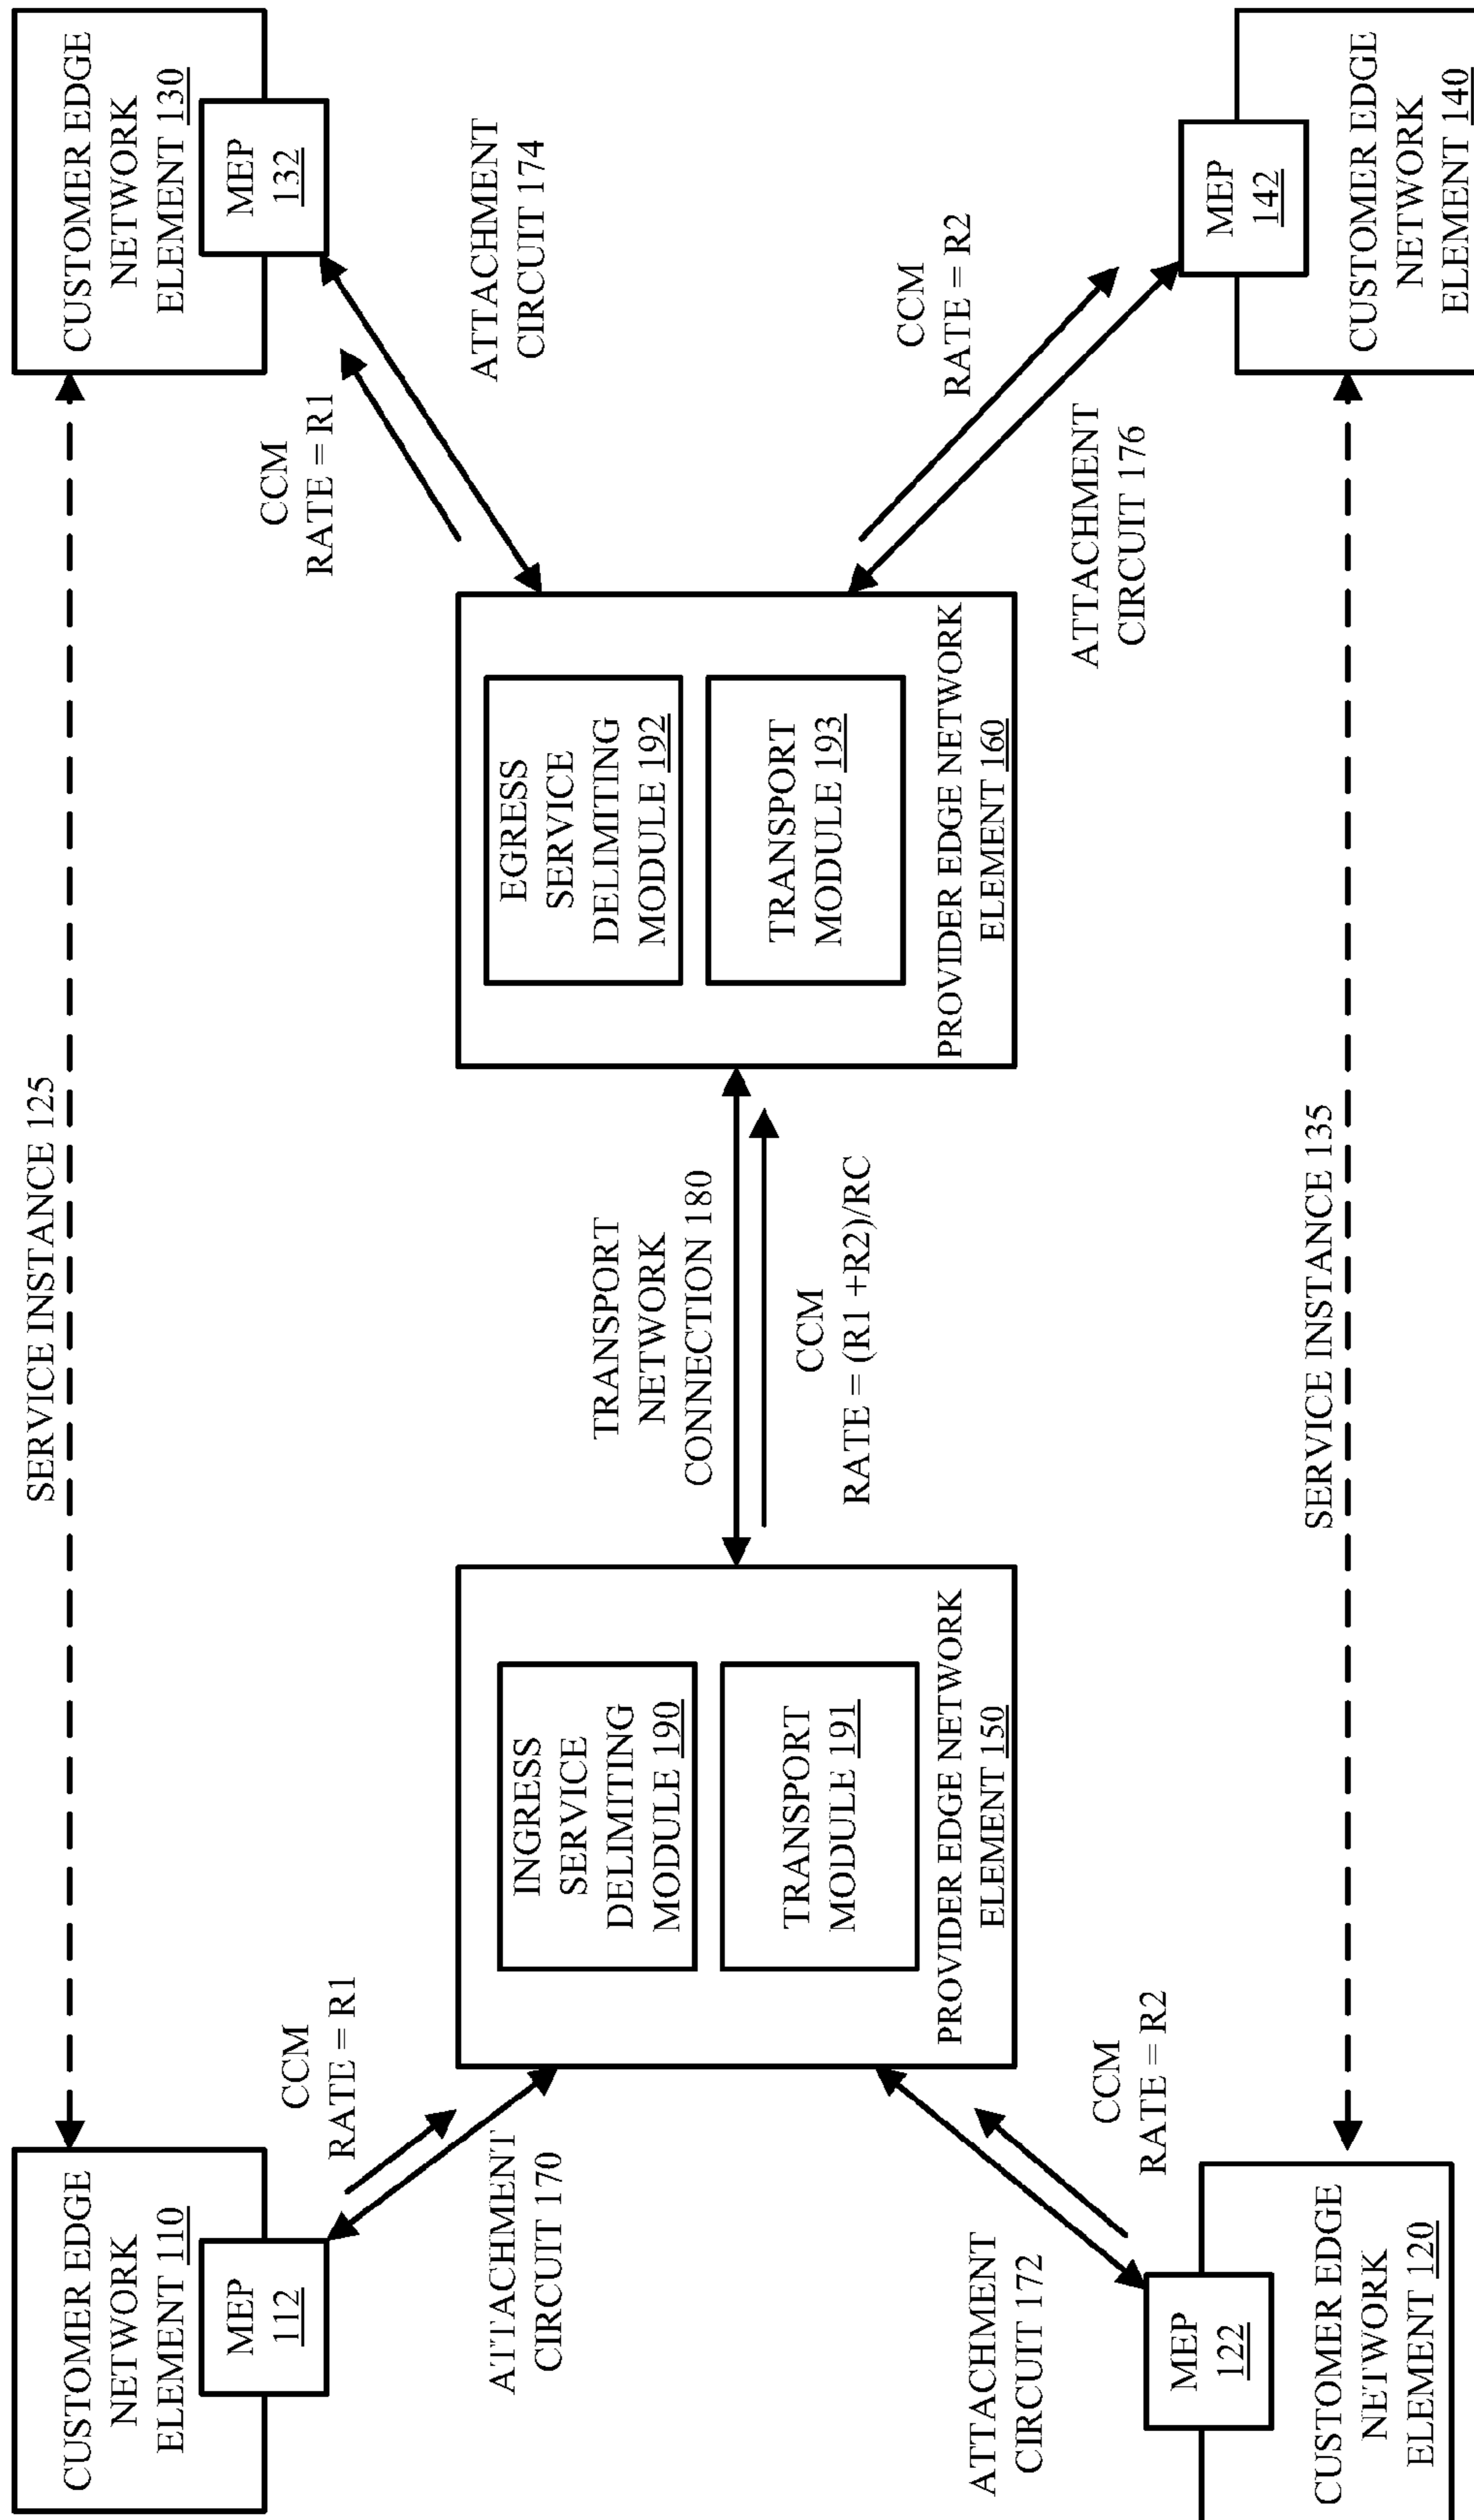 SERVICE INSTANCE 125
CUSTOMER EDGE
NETWORK
ELEMENT 110
MEP
112
CCM
RATE = R1
ATTACHMENT
CIRCUIT 170
INGRESS
SERVICE
DELIMITING
MODULE 190
TRANSPORT
MODULE 191
PROVIDER EDGE NETWORK
ELEMENT 150
TRANSPORT
NETWORK
CONNECTION 180
CCM
RATE = (R1 +R2)/RC
EGRESS
SERVICE
DELIMITING
MODULE 192
TRANSPORT
MODULE 193
PROVIDER EDGE NETWORK
ELEMENT 160
CUSTOMER EDGE
NETWORK
ELEMENT 130
MEP
132
CCM
RATE = R1
ATTACHMENT
CIRCUIT 174
ATTACHMENT
CIRCUIT 172
CCM
RATE = R2
MEP
122
CUSTOMER EDGE
NETWORK
ELEMENT 120
SERVICE INSTANCE 135
CCM
RATE = R2
ATTACHMENT
CIRCUIT 176
MEP
142
CUSTOMER EDGE
NETWORK
ELEMENT 140